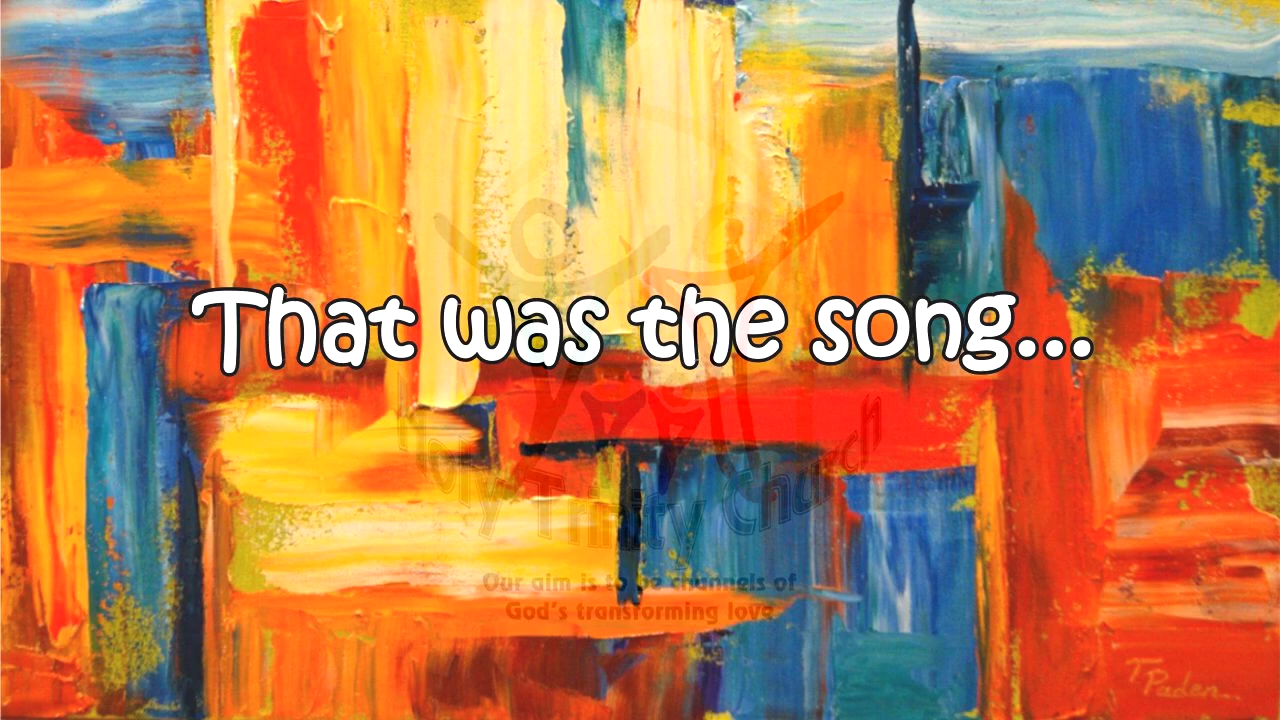 That was the song...
Holy Trinity Church
Our aim is to be channels of
God's transforming love
T Paden